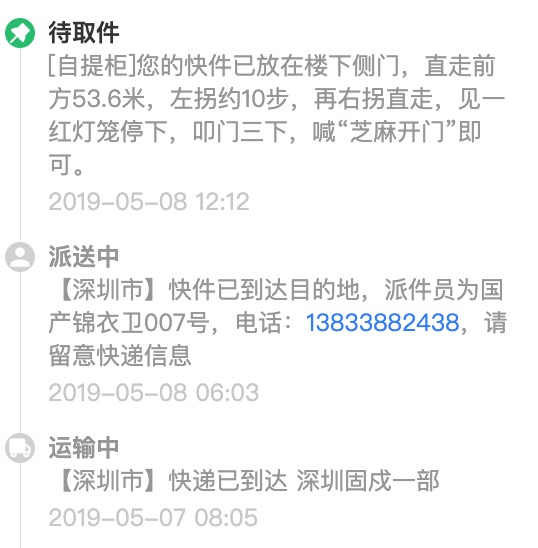 待取件
[自提柜]您的快件已放在楼下侧门，直走前
方53.6米，左拐约10步，再右拐直走，见一
红灯笼停下，叩门三下，喊“芝麻开门”即
可。
2019-05-08 12:12
派送中
【深圳市】快件已到达目的地，派件员为国
产锦衣卫007号，电话：13833882438，请
留意快递信息
2019-05-08 06:03
运输中
【深圳市】快递已到达 深圳固戍一部
2019-05-07 08:05